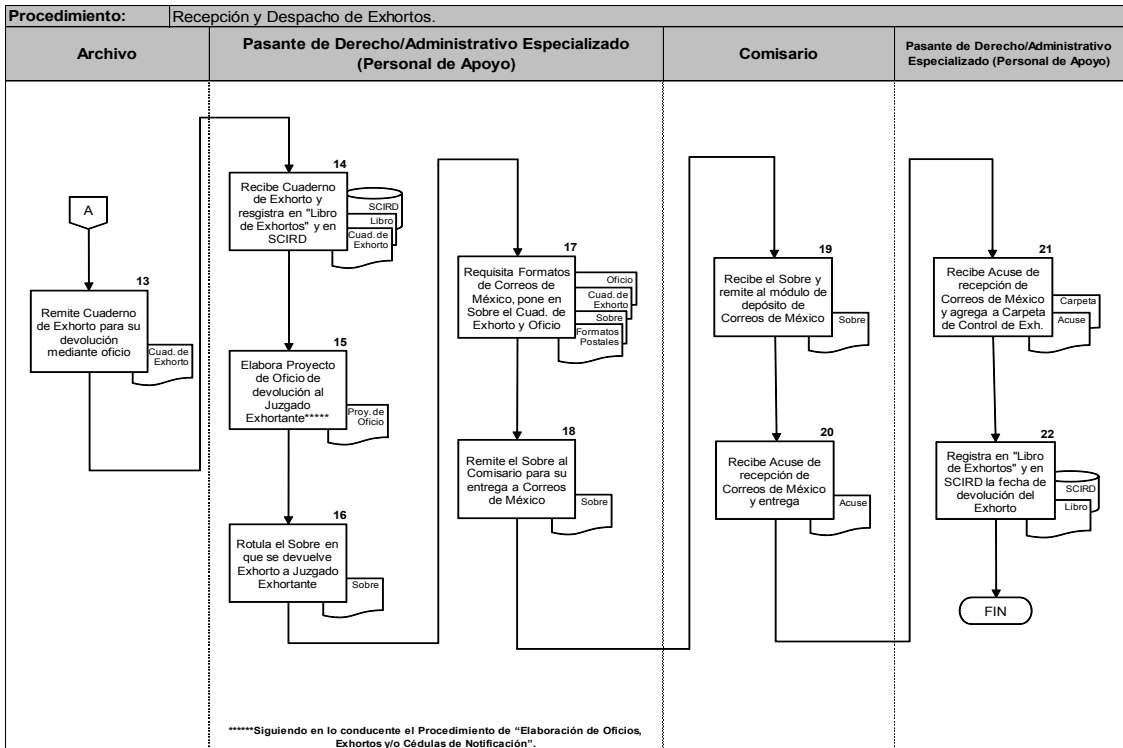 Procedimiento: Recepción y Despacho de Exhortos.
Archivo
Pasante de Derecho/Administrativo Especializado
(Personal de Apoyo)
Comisario
Pasante de Derecho/Administrativo
Especializado (Personal de Apoyo)
A
13
Remite Cuaderno
de Exhorto para su
devolución
mediante oficio
Cuad. de
Exhorto
14
Recibe Cuaderno
de Exhorto y
resgistra en "Libro
de Exhortos" y en
SCIRD
SCIRD
Libro
Cuad. de
Exhorto
15
Elabora Proyecto
de Oficio de
devolución al
Juzgado
Exhortante*****
Proy. de
Oficio
16
Rotula el Sobre en
que se devuelve
Exhorto a Juzgado
Exhortante
Sobre
17
Requisita Formatos
de Correos de
México, pone en
Sobre el Cuad. de
Exhorto y Oficio
Oficio
Cuad. de
Exhorto
Sobre
Formatos
Postales
18
Remite el Sobre al
Comisario para su
entrega a Correos
de México
Sobre
19
Recibe el Sobre y
remite al módulo de
depósito de
Correos de México
Sobre
20
Recibe Acuse de
recepción de
Correos de México
y entrega
Acuse
21
Recibe Acuse de
recepción de
Correos de México
y agrega a Carpeta
de Control de Exh.
Carpeta
Acuse
22
Registra en "Libro
de Exhortos" y en
SCIRD la fecha de
devolución del
Exhorto
SCIRD
Libro
FIN
******Siguiendo en lo conducente el Procedimiento de “Elaboración de Oficios,
Exhortos y/o Cédulas de Notificación”.